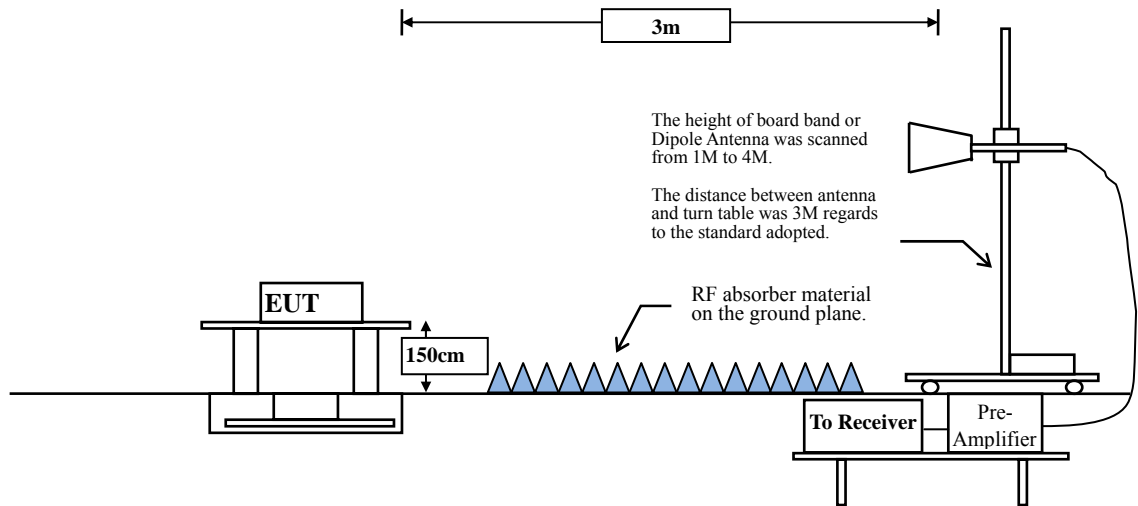 3m
The height of board band or
Dipole Antenna was scanned
from 1M to 4M.
The distance between antenna
and turn table was 3M regards
to the standard adopted.
EUT
RF absorber material
on the ground plane.
150cm
To Receiver
Pre-
Amplifier